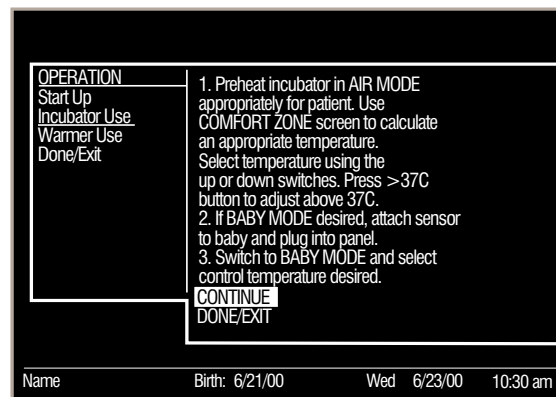 OPERATION
Start Up
Incubator Use
Warmer Use
Done/Exit
1. Preheat incubator in AIR MODE
appropriately for patient. Use
COMFORT ZONE screen to calculate
an appropriate temperature.
Select temperature using the
up or down switches. Press >37C
button to adjust above 37C.
2. If BABY MODE desired, attach sensor
to baby and plug into panel.
3. Switch to BABY MODE and select
control temperature desired.
CONTINUE
DONE/EXIT
Name Birth: 6/21/00 Wed 6/23/00 10:30 am